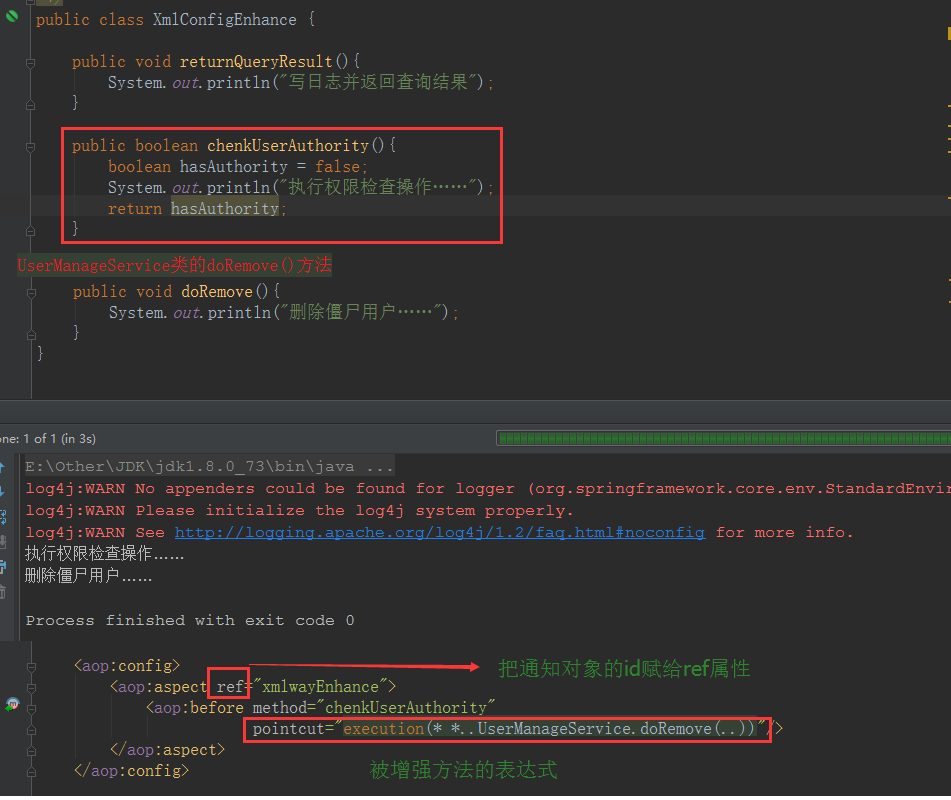 public class XmlConfigEnhance {
public void returnQueryResult(){
System.out.println("写日志并返回查询结果");
}
public boolean chenkUserAuthority(){
boolean hasAuthority = false;
System.out.println("执行权限检查操作……");
return hasAuthority;
}
UserManageService类的doRemove()方法
public void doRemove(){
System.out.println("删除僵尸用户……");
}
}
one: 1 of 1 (in 3s)
E:\Other\JDK\jdk1.8.0_73\bin\java ...
log4j:WARN No appenders could be found for logger (org.springframework.core.env.StandardEnvir
log4j:WARN Please initialize the log4j system properly.
log4j:WARN See http://logging.apache.org/log4j/1.2/faq.html#noconfig for more info.
执行权限检查操作……
删除僵尸用户……
Process finished with exit code 0
<aop:config>
把通知对象的id赋给ref属性
<aop:aspect ref="xmlwayEnhance">
<aop:before method="chenkUserAuthority"
pointcut="execution(* *..UserManageService.doRemove(..))"/>
</aop:aspect>
</aop:config>
被增强方法的表达式